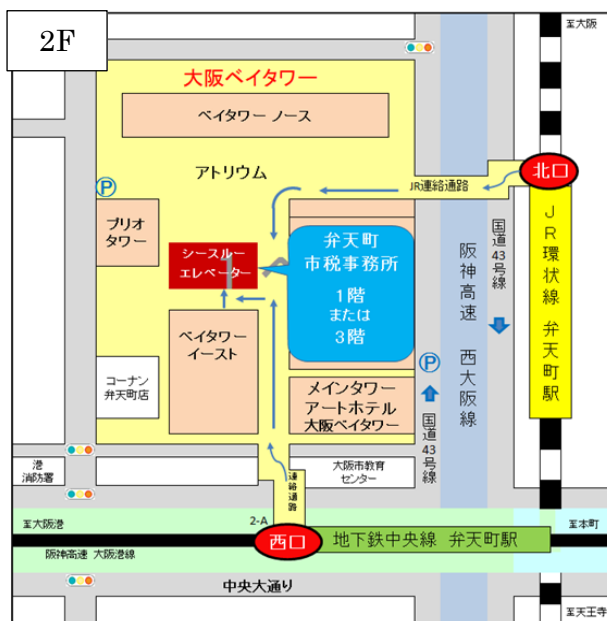 2F
至大阪
大阪ベイタワー
ベイタワー ノース
アトリウム
JR連絡通路
北口
P
プリオ
タワー
シースルー
エレベーター
弁天町
市税事務所
1階
または
3階
国道43号線
阪神高速 西大阪線
JR環状線 弁天町駅
ベイタワー
イースト
P
コーナン
弁天町店
メインタワー
アートホテル
大阪ベイタワー
国道43号線
港
消防署
連絡通路
大阪市教育
センター
至大阪港
2-A
西口
地下鉄中央線 弁天町駅
至本町
阪神高速 大阪港線
中央大通り
至天王寺